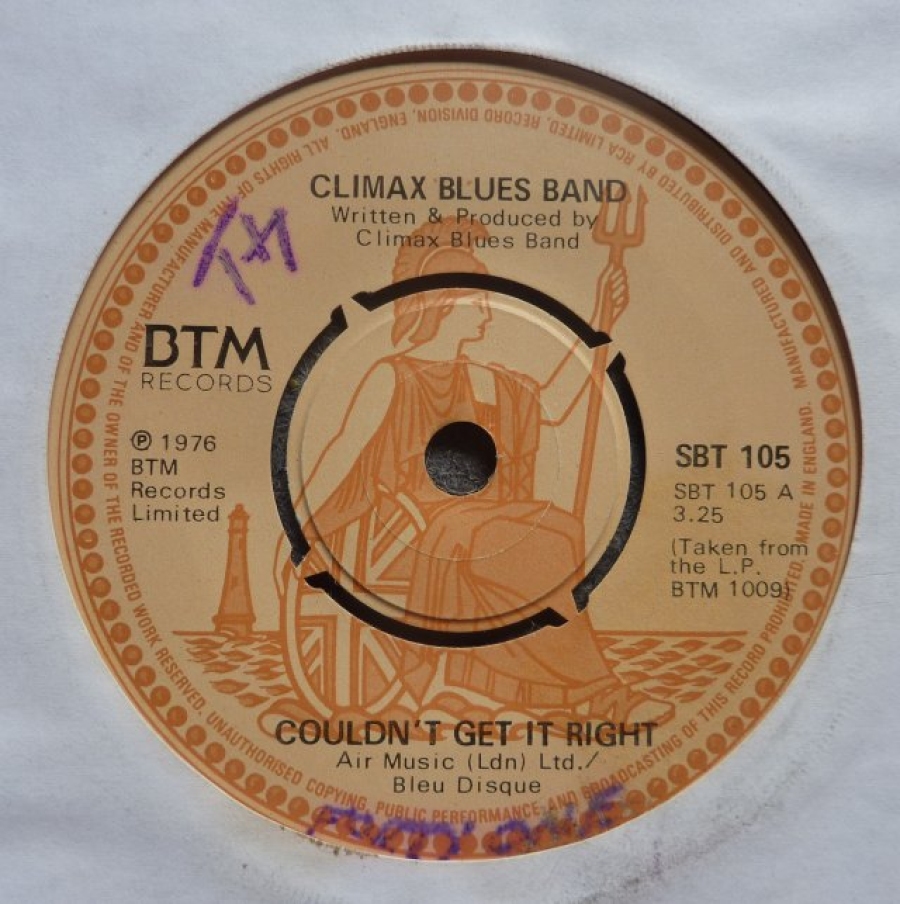 CLIMAX BLUES BAND
Written & Produced by
Climax Blues Band
BTM
RECORDS
℗ 1976
BTM
Records
Limited
SBT 105
SBT 105 A
3.25
(Taken from
the L.P.
BTM 1009)
COULDN'T GET IT RIGHT
Air Music (Ldn) Ltd./
Bleu Disque
MANUFACTURED AND DISTRIBUTED BY RCA LIMITED, RECORD DIVISION, ENGLAND. ALL RIGHTS OF THE MANUFACTURER AND OF THE OWNER OF THE RECORDED WORK RESERVED. UNAUTHORISED COPYING, PUBLIC PERFORMANCE AND BROADCASTING OF THIS RECORD PROHIBITED. MADE IN ENGLAND.